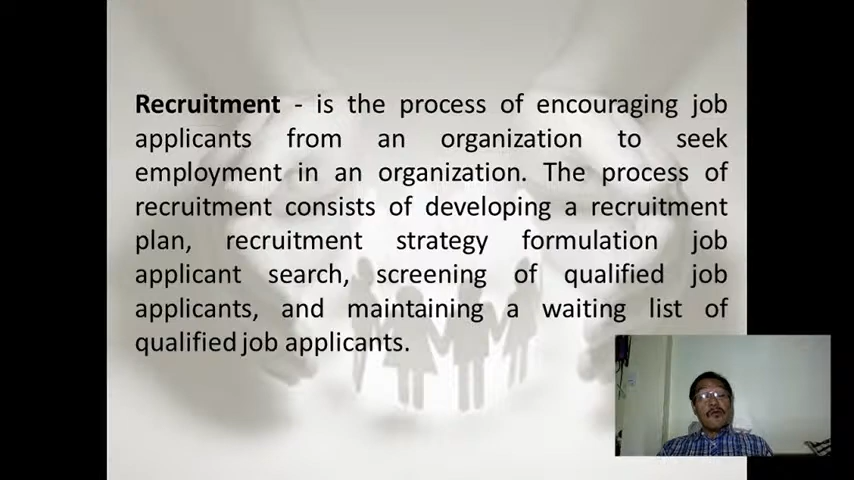 Recruitment - is the process of encouraging job
applicants from an organization to seek
employment in an organization. The process of
recruitment consists of developing a recruitment
plan, recruitment strategy formulation job
applicant search, screening of qualified job
applicants, and maintaining a waiting list of
qualified job applicants.